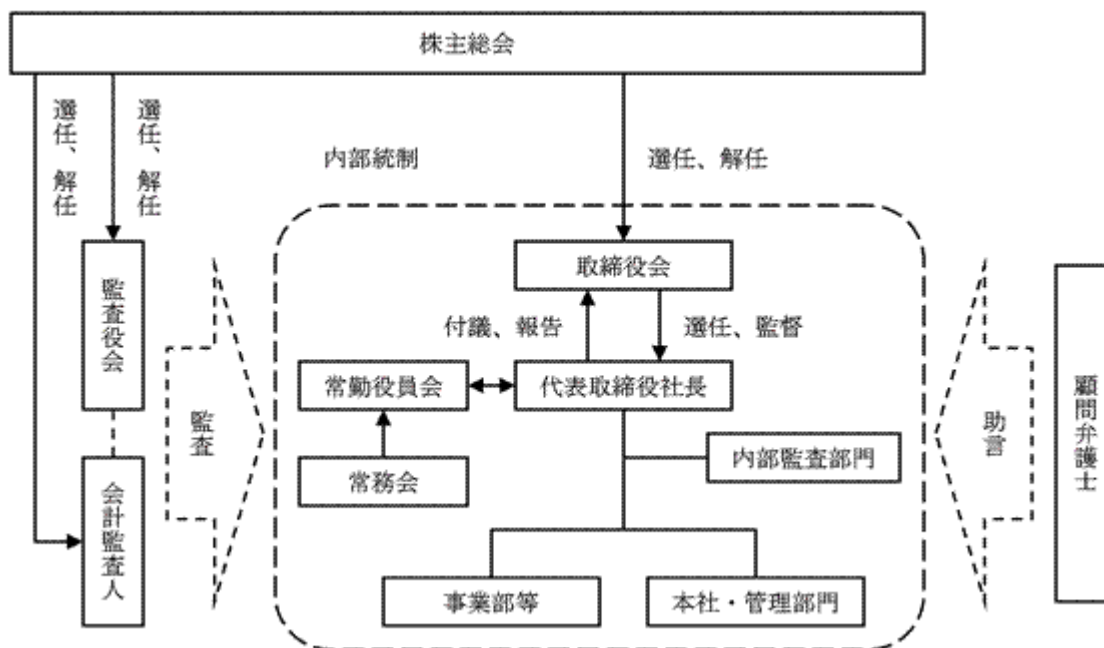 株主総会
選任、解任
選任、解任
内部統制
選任、解任
取締役会
監査役会
付議、報告
選任、監督
常勤役員会
代表取締役社長
監査
助言
顧問弁護士
内部監査部門
常務会
会計監査人
事業部等
本社・管理部門